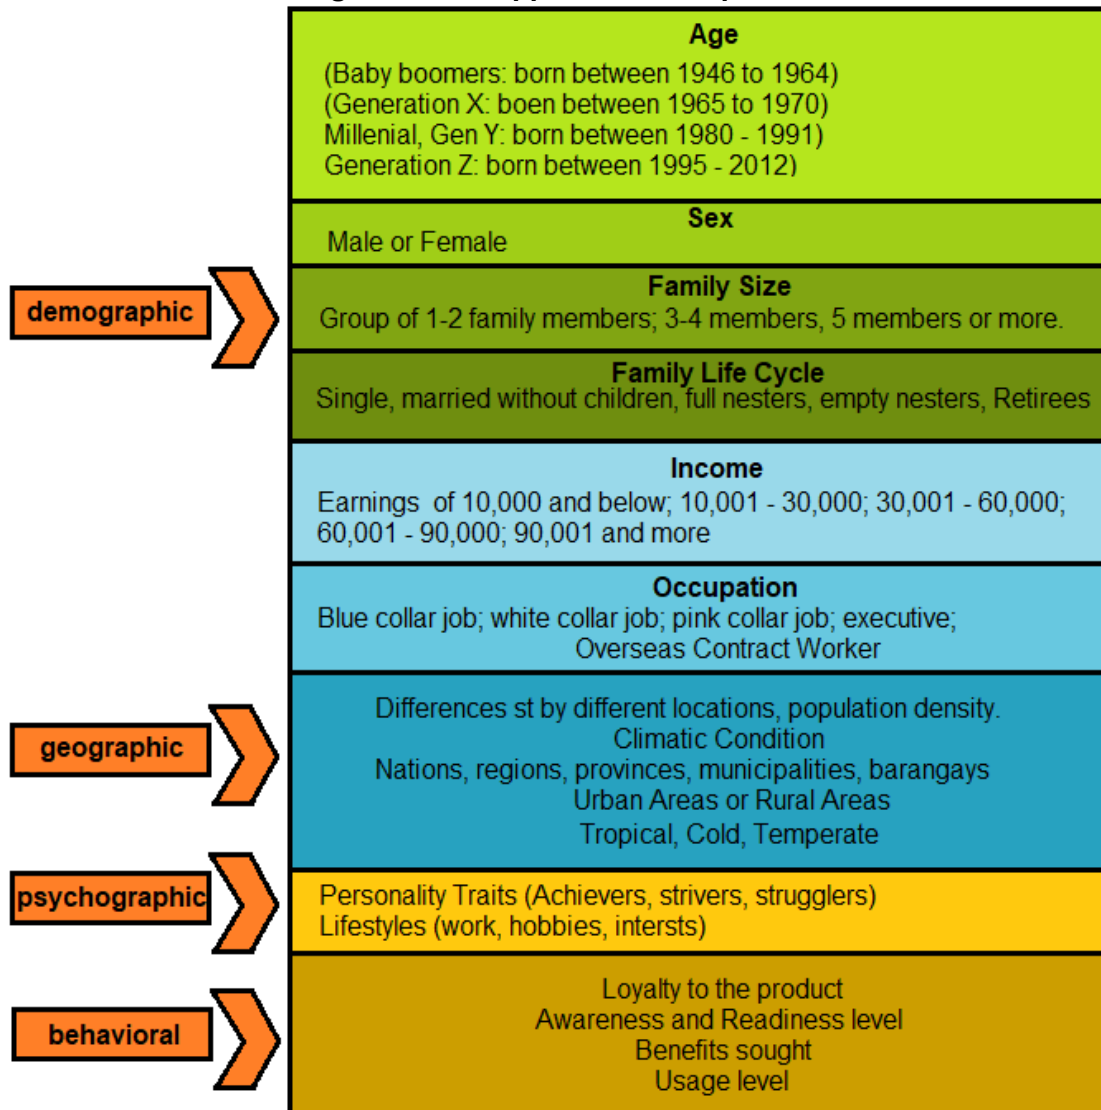 Age
(Baby boomers: born between 1946 to 1964)
(Generation X: boen between 1965 to 1970)
Millenial, Gen Y: born between 1980 - 1991)
Generation Z: born between 1995 - 2012)
Sex
Male or Female
demographic
Family Size
Group of 1-2 family members; 3-4 members, 5 members or more.
Family Life Cycle
Single, married without children, full nesters, empty nesters, Retirees
Income
Earnings of 10,000 and below; 10,001 - 30,000; 30,001 - 60,000;
60,001 - 90,000; 90,001 and more
Occupation
Blue collar job; white collar job; pink collar job; executive;
Overseas Contract Worker
geographic
Differences st by different locations, population density.
Climatic Condition
Nations, regions, provinces, municipalities, barangays
Urban Areas or Rural Areas
Tropical, Cold, Temperate
psychographic
Personality Traits (Achievers, strivers, strugglers)
Lifestyles (work, hobbies, intersts)
behavioral
Loyalty to the product
Awareness and Readiness level
Benefits sought
Usage level